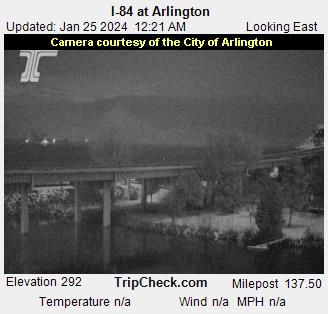 I-84 at Arlington
Updated: Jan 25 2024 12:21 AM Looking East
Camera courtesy of the City of Arlington
Elevation 292 TripCheck.com Milepost 137.50
Temperature n/a Wind n/a MPH n/a